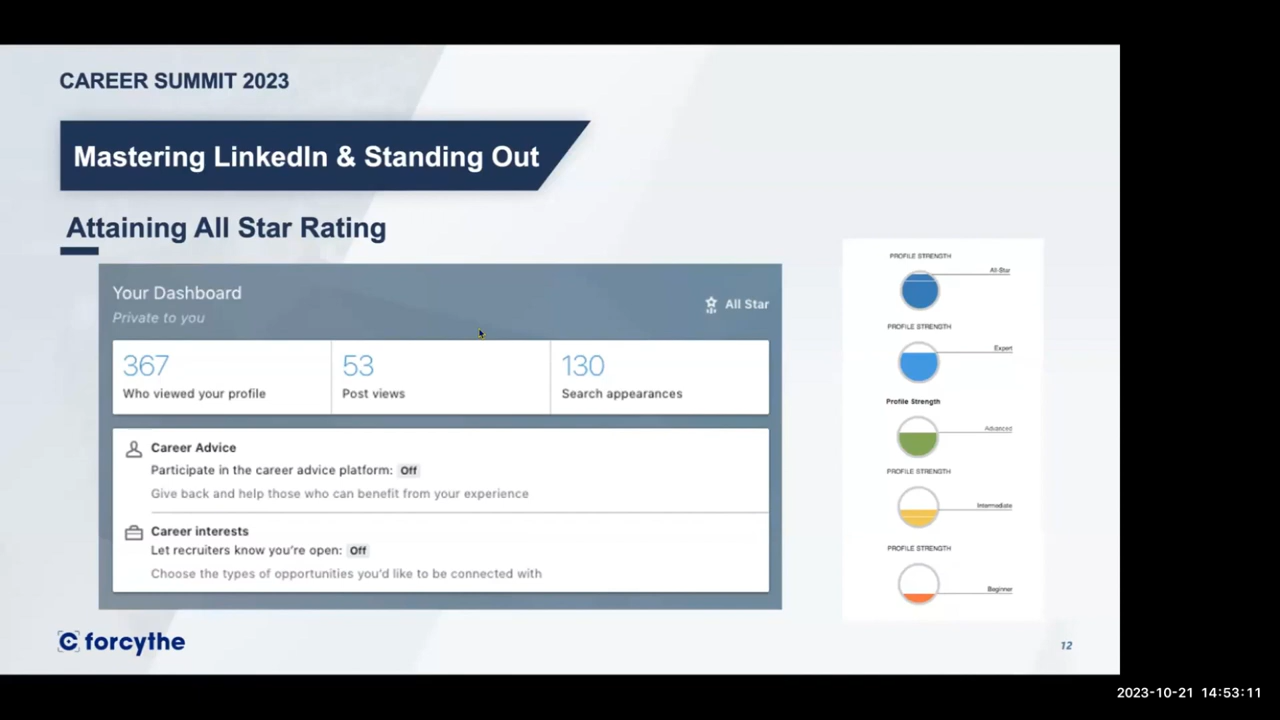 CAREER SUMMIT 2023
Mastering LinkedIn & Standing Out
Attaining All Star Rating
Your Dashboard
Private to you
All Star
367
Who viewed your profile
53
Post views
130
Search appearances
Career Advice
Participate in the career advice platform: Off
Give back and help those who can benefit from your experience
Career interests
Let recruiters know you're open: Off
Choose the types of opportunities you'd like to be connected with
PROFILE STRENGTH
All-Star
PROFILE STRENGTH
Expert
Profile Strength
Advanced
PROFILE STRENGTH
Intermediate
PROFILE STRENGTH
Beginner
forcythe
12
2023-10-21 14:53:11